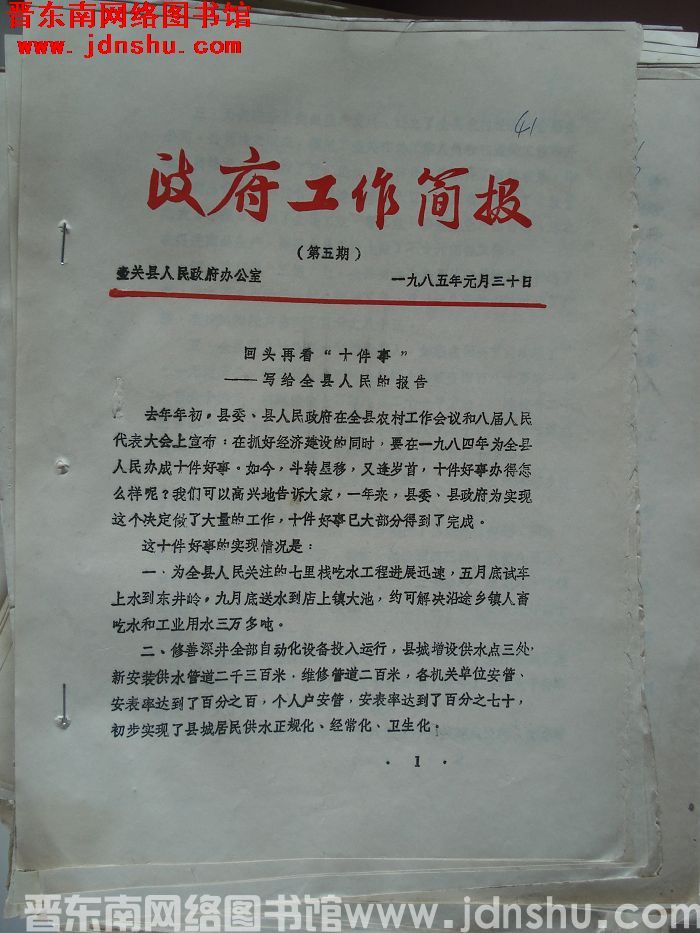 晋东南网络图书馆
www.jdnshu.com
41
政府工作简报
(第五期)
壶关县人民政府办公室 一九八五年元月三十日
回头再看“十件事”
——写给全县人民的报告
去年年初，县委、县人民政府在全县农村工作会议和八届人民
代表大会上宣布：在抓好经济建设的同时，要在一九八四年为全县
人民办成十件好事。如今，斗转星移，又逢岁首，十件好事办得怎
么样呢？我们可以高兴地告诉大家，一年来，县委、县政府为实现
这个决定做了大量的工作，十件好事已大部分得到了完成。
这十件好事的实现情况是：
一、为全县人民关注的七里栈吃水工程进展迅速，五月底试车
上水到东井岭，九月底送水到店上镇大池，约可解决沿途乡镇人畜
吃水和工业用水三万多吨。
二、修善深井全部自动化设备投入运行，县城增设供水点三处，
新安装供水管道二千三百米，维修管道二百米，各机关单位安管、
安表率达到了百分之百，个人户安管，安表率达到了百分之七十，
初步实现了县城居民供水正规化、经常化、卫生化。
·1·
晋东南网络图书馆www.jdnshu.com